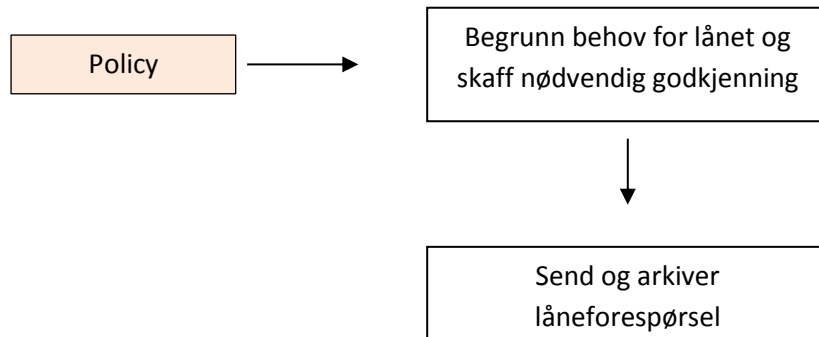 Policy
Begrunn behov for lånet og
skaff nødvendig godkjenning
Send og arkiver
låneforespørsel